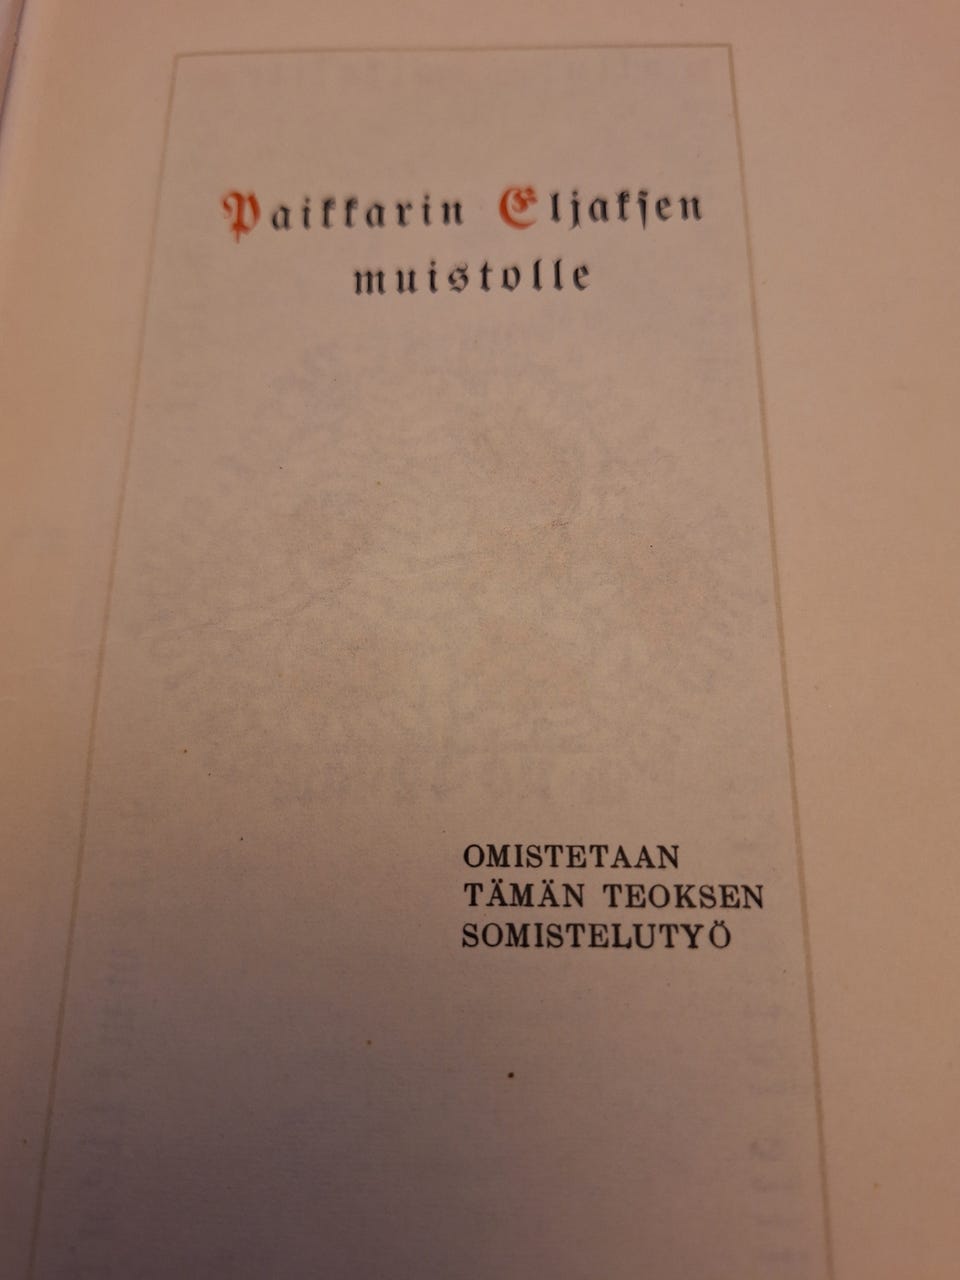 Paikkarin Eljaksen
muistolle
OMISTETAAN
TÄMÄN TEOKSEN
SOMISTELUTYÖ